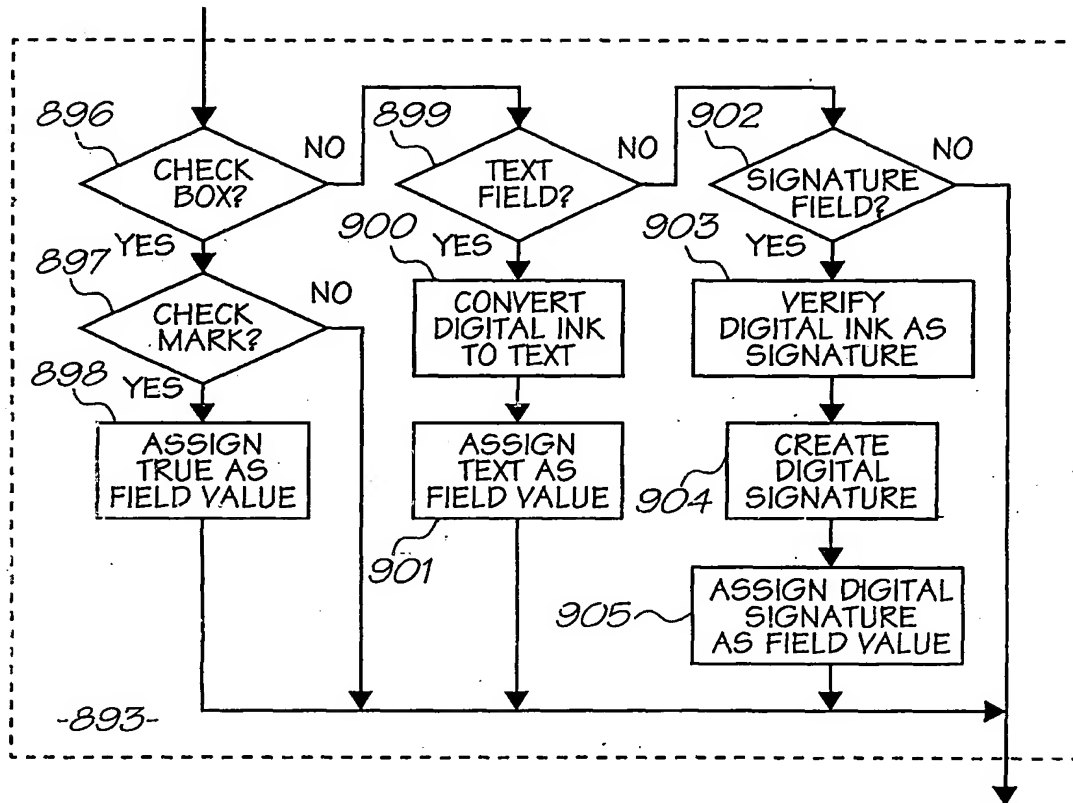 896
CHECK
BOX?
NO
YES
897
CHECK
MARK?
NO
YES
898
ASSIGN
TRUE AS
FIELD VALUE
899
TEXT
FIELD?
NO
YES
900
CONVERT
DIGITAL INK
TO TEXT
ASSIGN
TEXT AS
FIELD VALUE
901
902
SIGNATURE
FIELD?
NO
YES
903
VERIFY
DIGITAL INK AS
SIGNATURE
CREATE
DIGITAL
SIGNATURE
904
ASSIGN DIGITAL
SIGNATURE
AS FIELD VALUE
905
-893-